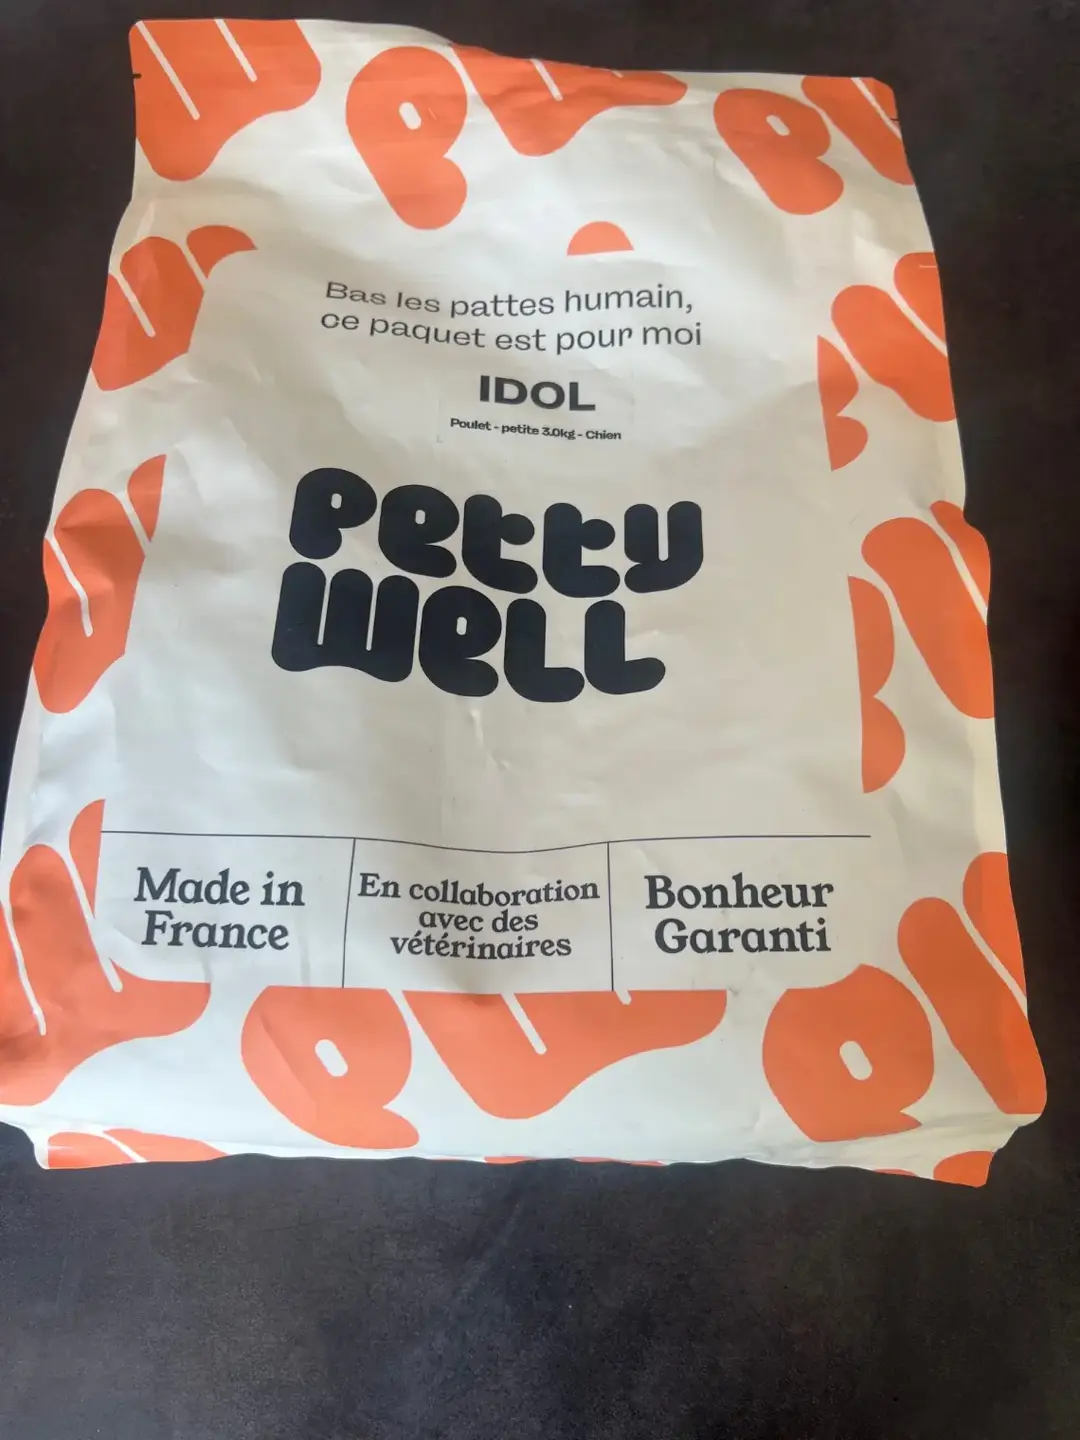 Bas les pattes humain,
ce paquet est pour moi
IDOL
Poulet - petite 3.0kg - Chien
Petty
Well
Made in
France
En collaboration
avec des
vétérinaires
Bonheur
Garanti